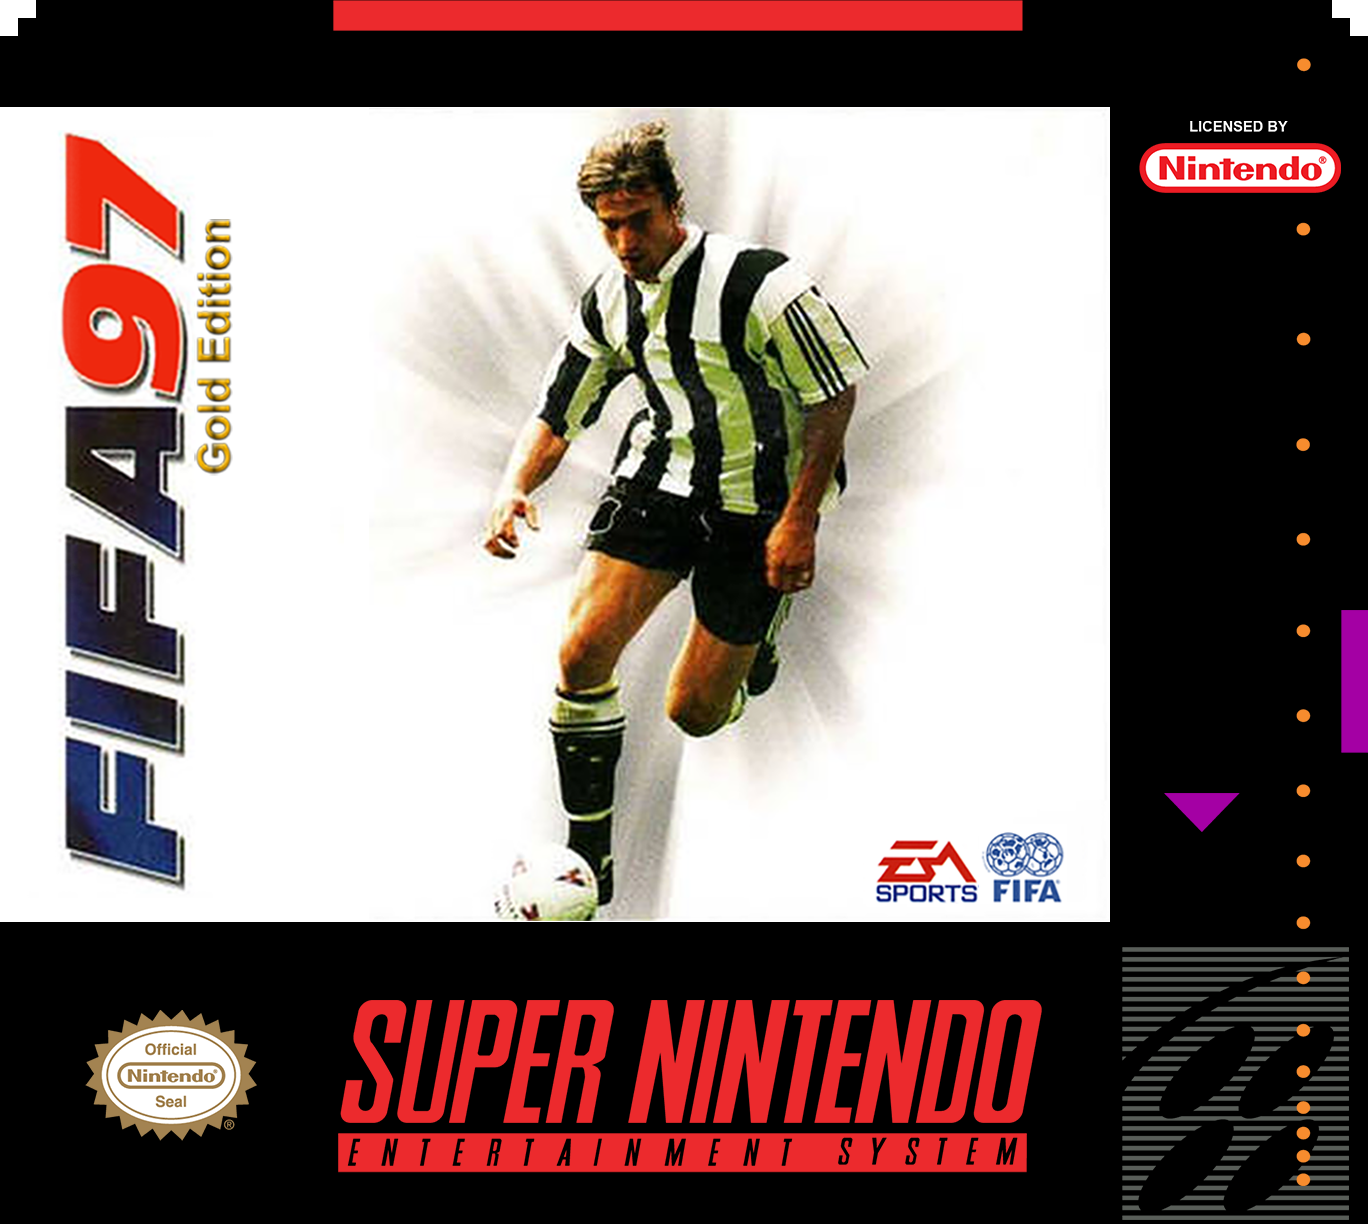 LICENSED BY
Nintendo®
FIFA 97
Gold Edition
EA
SPORTS
FIFA
Official
Nintendo®
Seal
®
SUPER NINTENDO
ENTERTAINMENT SYSTEM